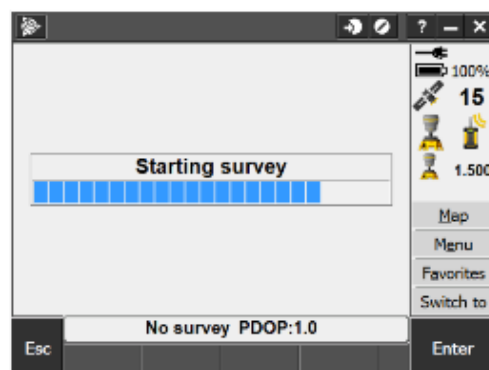 ? – ×
100%
15
Starting survey
1.500
Map
Menu
Favorites
Switch to
No survey PDOP:1.0
Esc
Enter